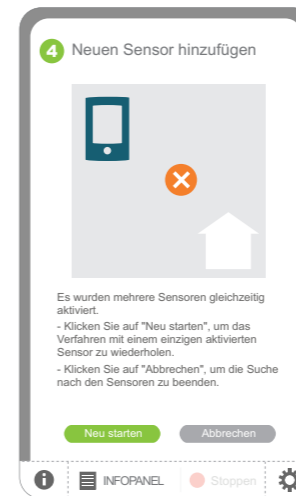 4 Neuen Sensor hinzufügen
Es wurden mehrere Sensoren gleichzeitig
aktiviert.
- Klicken Sie auf "Neu starten", um das
Verfahren mit einem einzigen aktivierten
Sensor zu wiederholen.
- Klicken Sie auf "Abbrechen", um die Suche
nach den Sensoren zu beenden.
Neu starten Abbrechen
INFOPANEL Stoppen